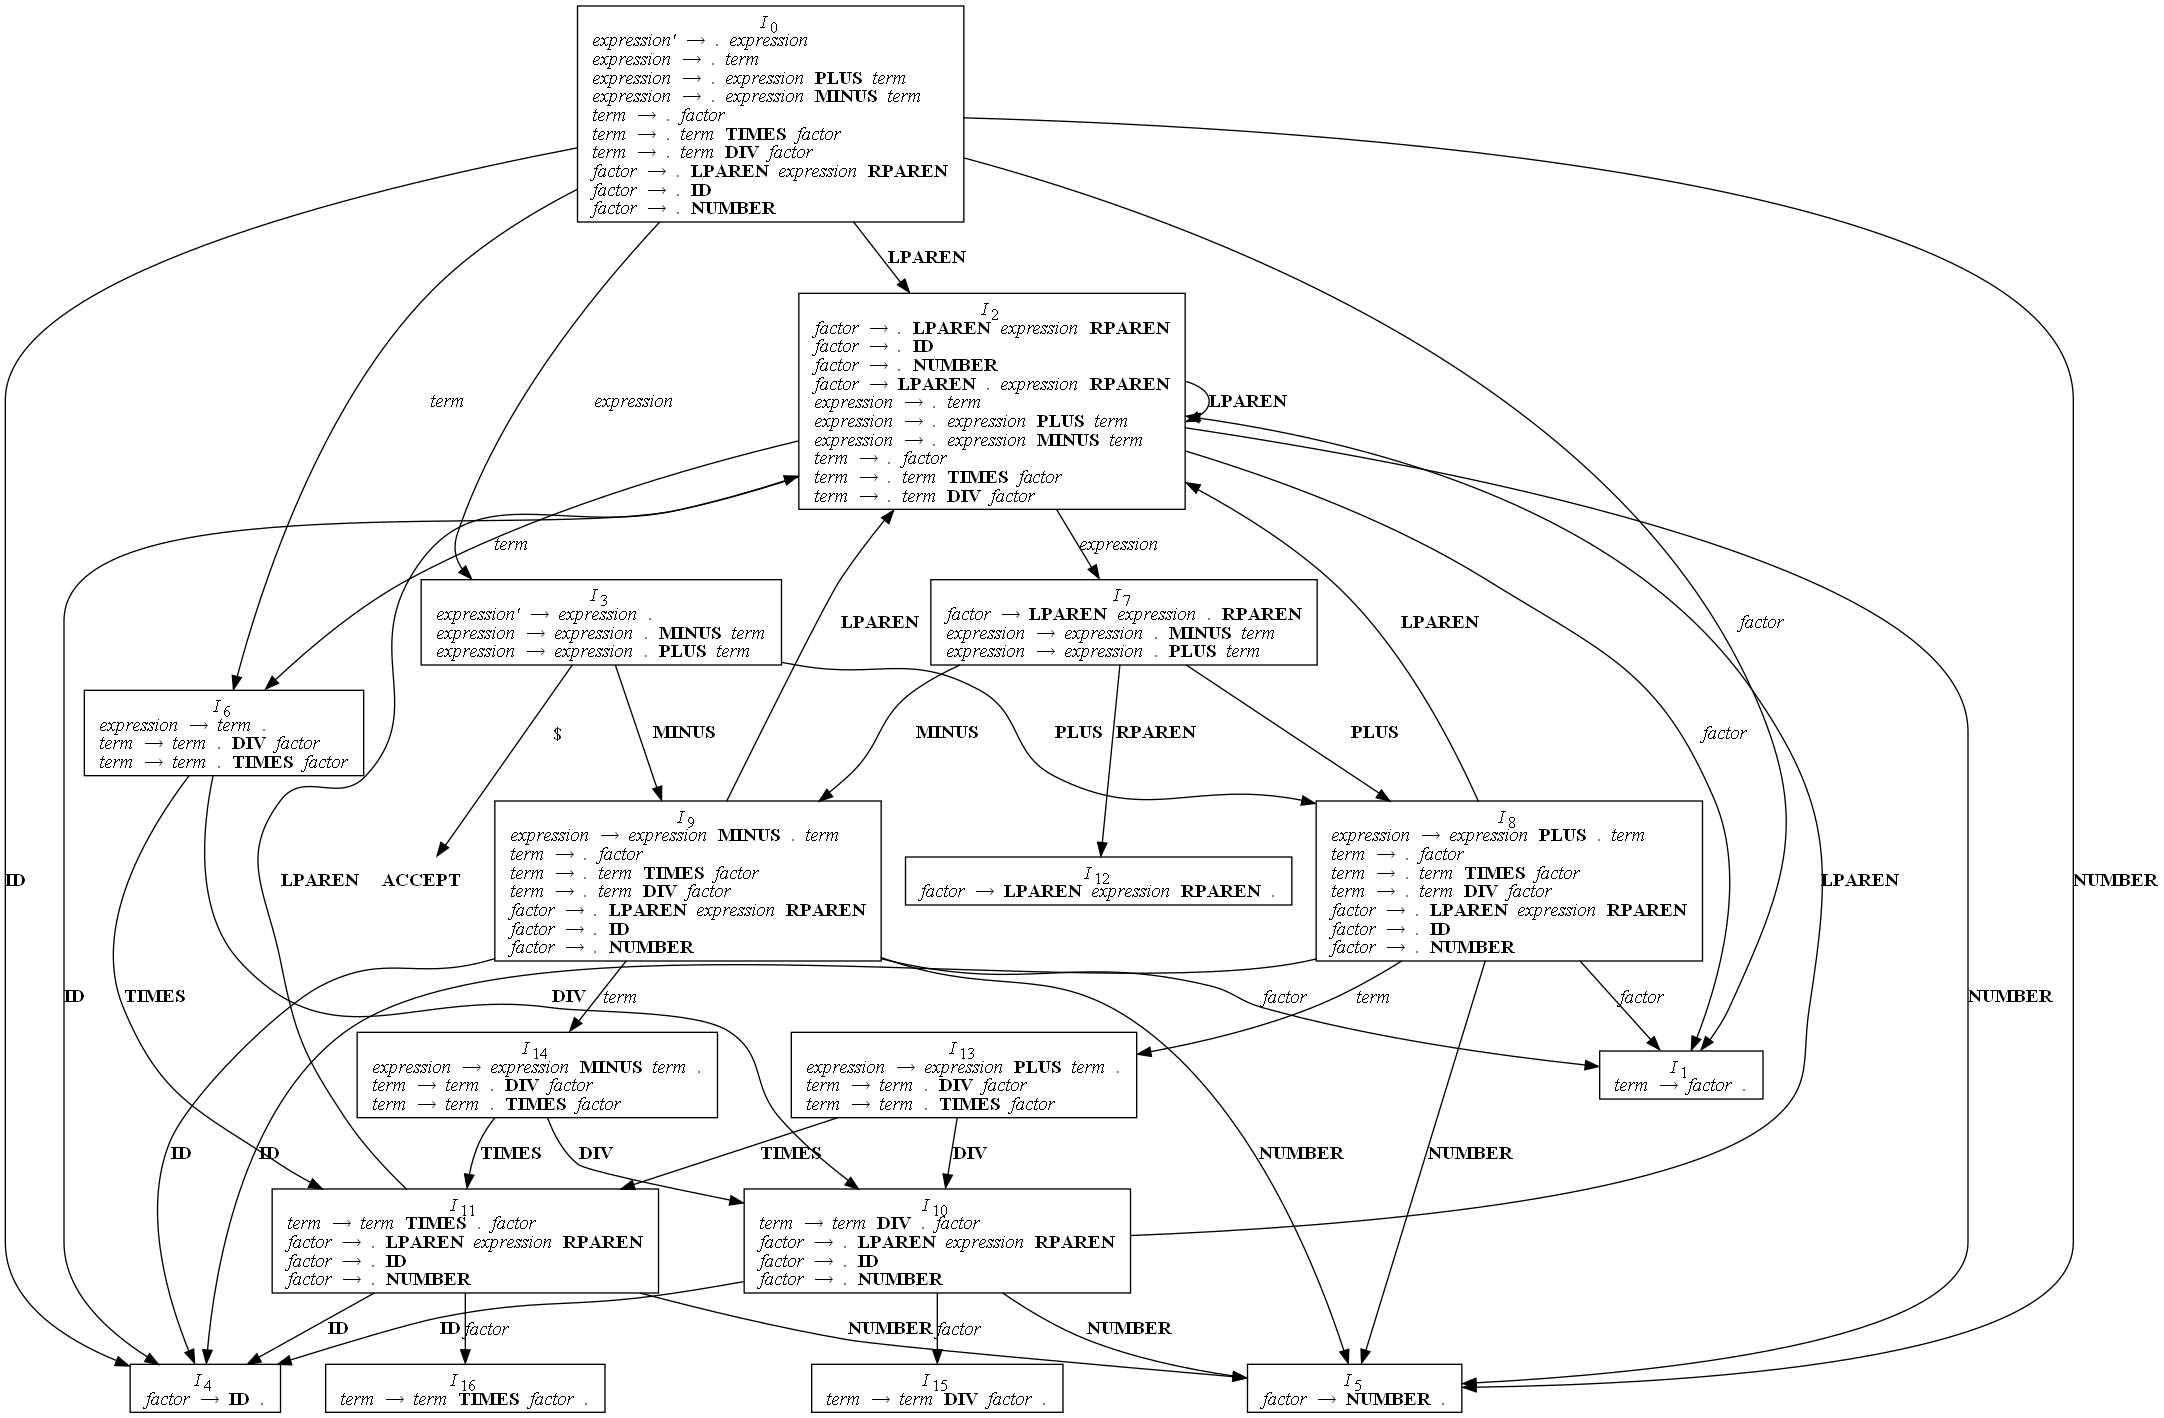 I0
expression' → . expression
expression → . term
expression → . expression PLUS term
expression → . expression MINUS term
term → . factor
term → . term TIMES factor
term → . term DIV factor
factor → . LPAREN expression RPAREN
factor → . ID
factor → . NUMBER
LPAREN
I2
factor → . LPAREN expression RPAREN
factor → . ID
factor → . NUMBER
factor → LPAREN . expression RPAREN
expression → . term
expression → . expression PLUS term
expression → . expression MINUS term
term → . factor
term → . term TIMES factor
term → . term DIV factor
term
expression
LPAREN
term
expression
I3
expression' → expression .
expression → expression . MINUS term
expression → expression . PLUS term
I7
factor → LPAREN expression . RPAREN
expression → expression . MINUS term
expression → expression . PLUS term
LPAREN
LPAREN
factor
I6
expression → term .
term → term . DIV factor
term → term . TIMES factor
$
MINUS
MINUS
PLUS
RPAREN
PLUS
factor
I9
expression → expression MINUS . term
term → . factor
term → . term TIMES factor
term → . term DIV factor
factor → . LPAREN expression RPAREN
factor → . ID
factor → . NUMBER
I12
factor → LPAREN expression RPAREN .
I8
expression → expression PLUS . term
term → . factor
term → . term TIMES factor
term → . term DIV factor
factor → . LPAREN expression RPAREN
factor → . ID
factor → . NUMBER
ID
LPAREN
ACCEPT
LPAREN
NUMBER
ID
TIMES
DIV
term
factor
term
factor
NUMBER
I14
expression → expression MINUS term .
term → term . DIV factor
term → term . TIMES factor
I13
expression → expression PLUS term .
term → term . DIV factor
term → term . TIMES factor
I1
term → factor .
ID
ID
TIMES
DIV
TIMES
DIV
NUMBER
NUMBER
I11
term → term TIMES . factor
factor → . LPAREN expression RPAREN
factor → . ID
factor → . NUMBER
I10
term → term DIV . factor
factor → . LPAREN expression RPAREN
factor → . ID
factor → . NUMBER
ID
ID
factor
NUMBER
factor
NUMBER
I4
factor → ID .
I16
term → term TIMES factor .
I15
term → term DIV factor .
I5
factor → NUMBER .